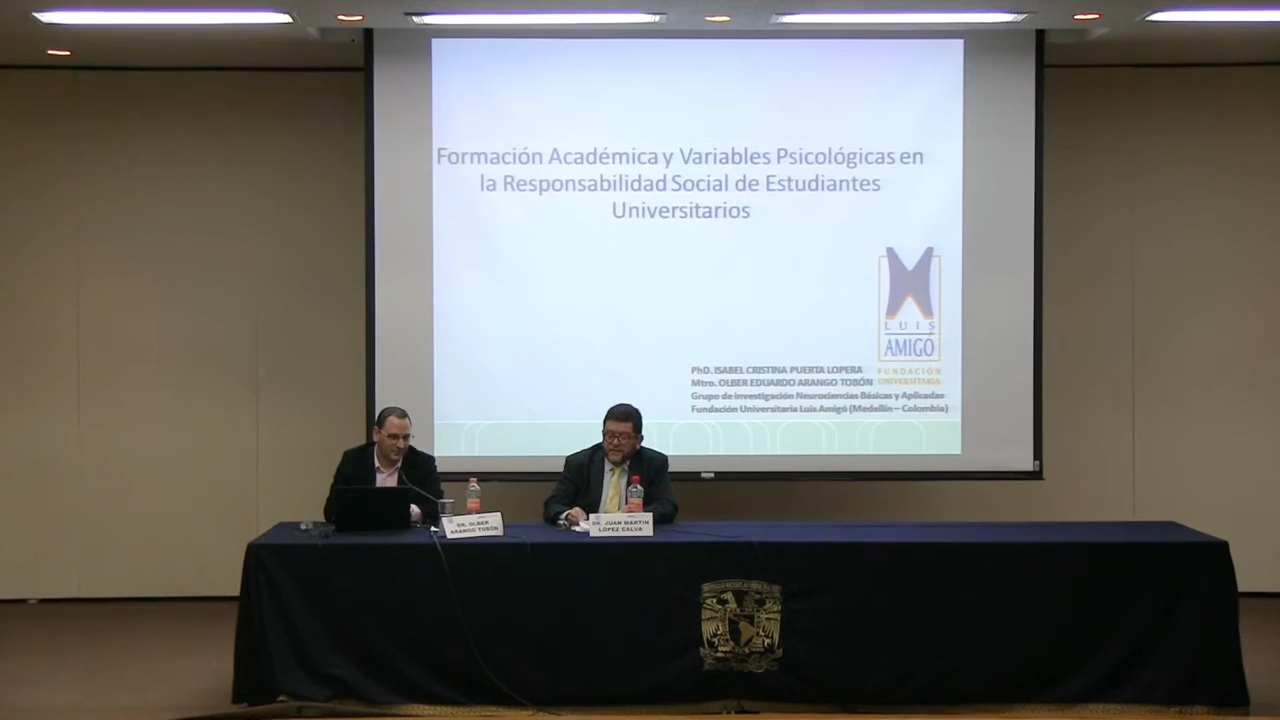 Formación Académica y Variables Psicológicas en
la Responsabilidad Social de Estudiantes
Universitarios
LUIS
AMIGÓ
FUNDACIÓN
UNIVERSITARIA
PhD. ISABEL CRISTINA PUERTA LOPERA
Mtro. OLBER EDUARDO ARANGO TOBÓN
Grupo de investigación Neurociencias Básicas y Aplicadas
Fundación Universitaria Luis Amigó (Medellín – Colombia)
DR. OLBER
ARANGO TOBÓN
DR. JUAN MARTIN
LÓPEZ CALVA